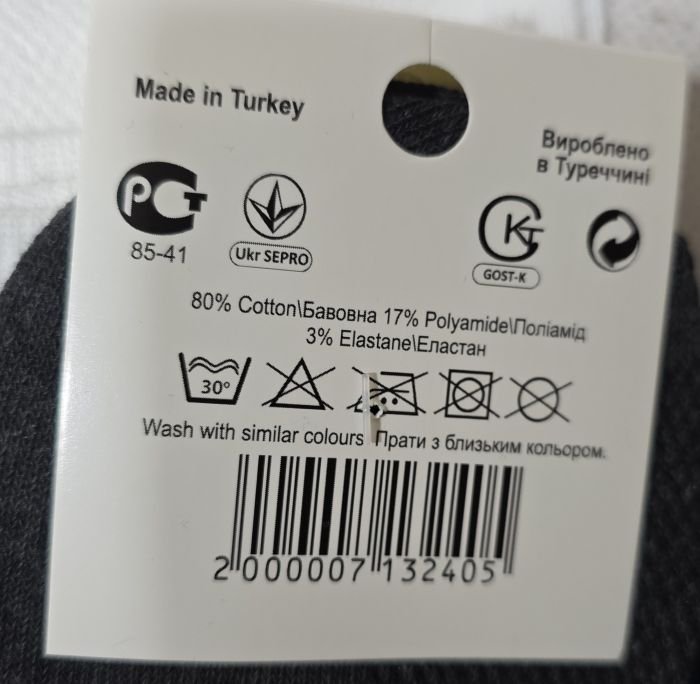 Made in Turkey
Вироблено
в Туреччині
РСТ
85-41
Ukr SEPRO
GOST-K
80% Cotton\Бавовна 17% Polyamide\Поліамід
3% Elastane\Еластан
30°
Wash with similar colours Прати з близьким кольором.
2 000007 132405